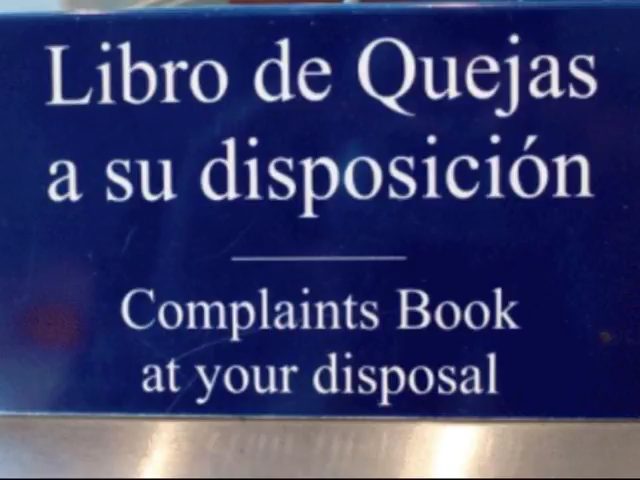 Libro de Quejas
a su disposición
Complaints Book
at your disposal